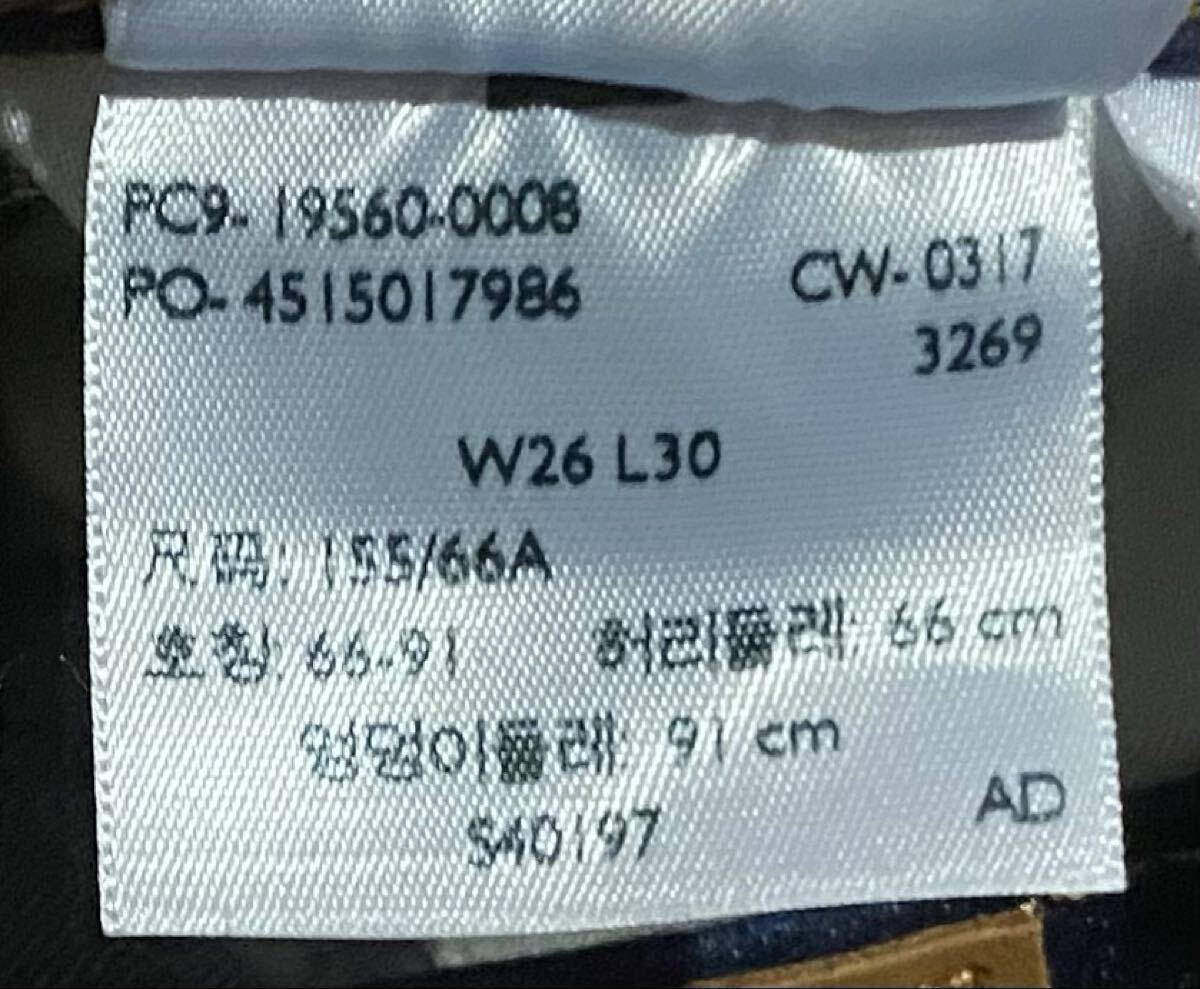 PC9-19560-0008
PO-4515017986
CW-0317
3269
W26 L30
尺码: 155/66A
호칭: 66-91 허리둘레: 66 cm
엉덩이둘레: 91 cm
S40197
AD